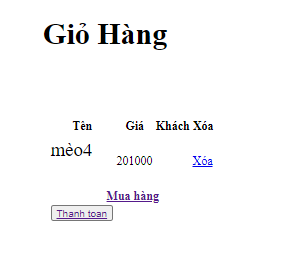 Giỏ Hàng
Tên Giá Khách Xóa
mèo4 201000 Xóa
Mua hàng
Thanh toan